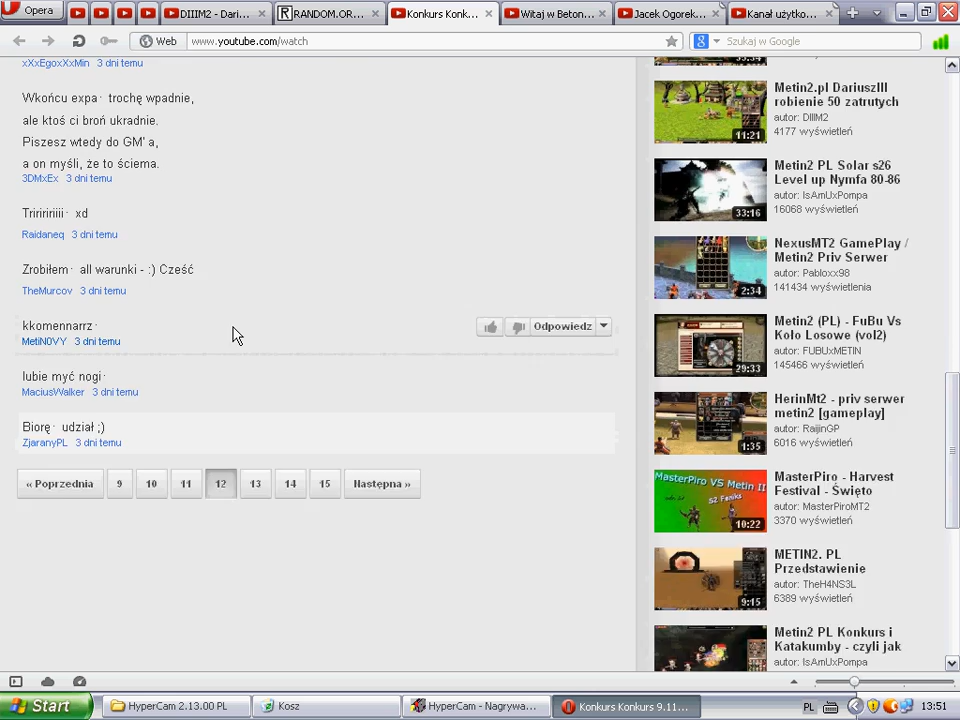 Opera
DIIIM2 - Dari...
RANDOM.OR...
Konkurs Konk...
Witaj w Beton...
Jacek Ogorek...
Kanał użytko...
Web
www.youtube.com/watch
Szukaj w Google
xXxEgoxXxMin 3 dni temu
Wkońcu expa trochę wpadnie,
ale ktoś ci broń ukradnie.
Piszesz wtedy do GM' a,
a on myśli, że to ściema.
3DMxEx 3 dni temu
Tririririiii xd
Raidaneq 3 dni temu
Zrobiłem all warunki - :) Cześć
TheMurcov 3 dni temu
kkomennarrz
MetiN0VY 3 dni temu
Odpowiedz
lubie myć nogi
MaciusWalker 3 dni temu
Biorę udział ;)
ZjaranyPL 3 dni temu
« Poprzednia 9 10 11 12 13 14 15 Następna »
Metin2.pl DariuszIII
robienie 50 zatrutych
autor: DIIIM2
4177 wyświetleń
11:21
Metin2 PL Solar s26
Level up Nymfa 80-86
autor: IsAmUxPompa
16068 wyświetleń
33:16
NexusMT2 GamePlay /
Metin2 Priv Serwer
autor: Pabloxx98
141434 wyświetlenia
2:34
Metin2 (PL) - FuBu Vs
Koło Losowe (vol2)
autor: FUBUxMETIN
145466 wyświetleń
29:33
HerinMt2 - priv serwer
metin2 [gameplay]
autor: RaijinGP
6016 wyświetleń
1:35
MasterPiro VS Metin II
S2 Feniks
10:22
MasterPiro - Harvest
Festival - Święto
autor: MasterPiroMT2
3370 wyświetleń
METIN2. PL
Przedstawienie
autor: TheH4NS3L
6389 wyświetleń
9:15
Metin2 PL Konkurs i
Katakumby - czyli jak
autor: IsAmUxPompa
Start
HyperCam 2.13.00 PL
Kosz
HyperCam - Nagrywa...
Konkurs Konkurs 9.11...
PL
13:51